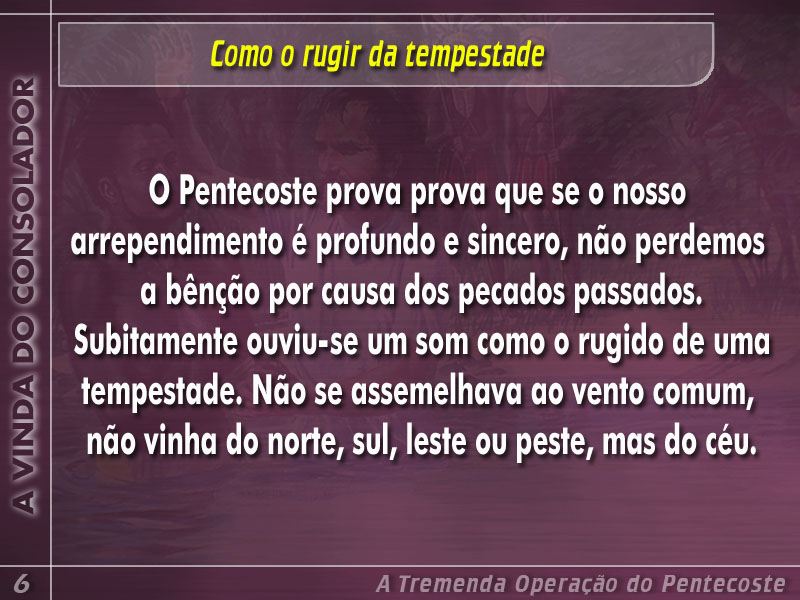 Como o rugir da tempestade
O Pentecoste prova prova que se o nosso
arrependimento é profundo e sincero, não perdemos
a bênção por causa dos pecados passados.
Subitamente ouviu-se um som como o rugido de uma
tempestade. Não se assemelhava ao vento comum,
não vinha do norte, sul, leste ou peste, mas do céu.
A VINDA DO CONSOLADOR
6
A Tremenda Operação do Pentecoste